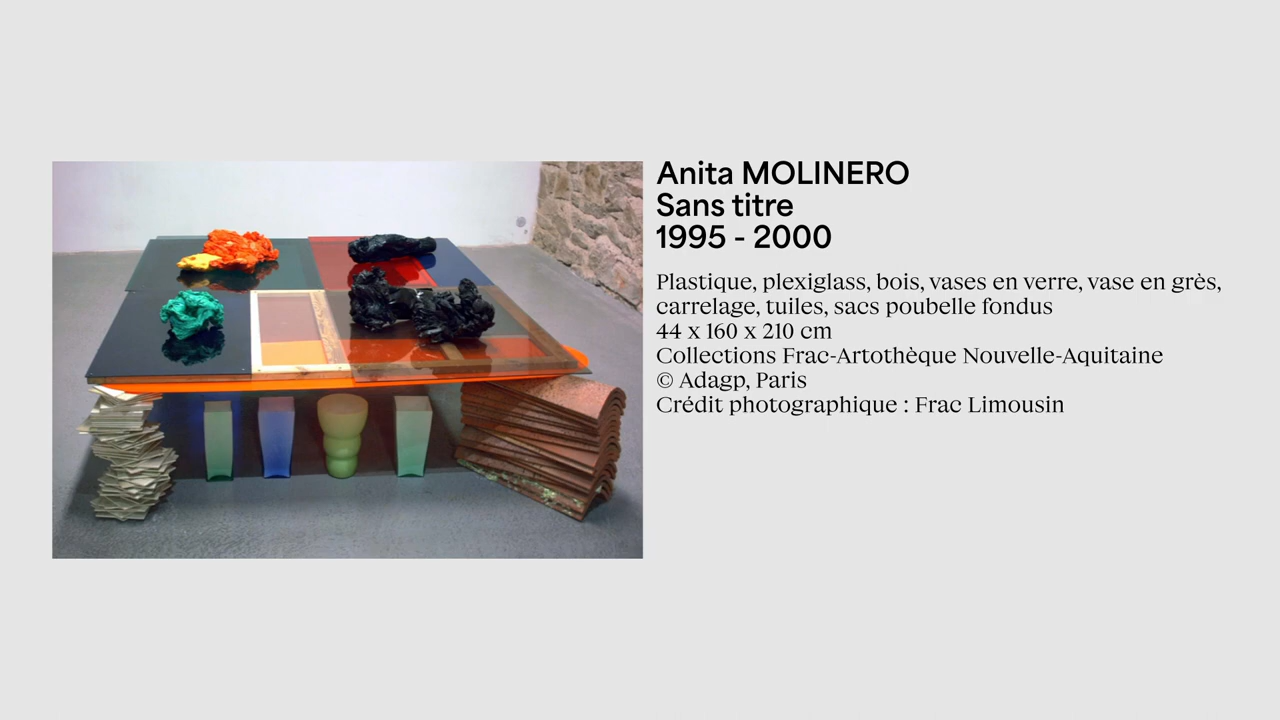 Anita MOLINERO
Sans titre
1995 - 2000
Plastique, plexiglass, bois, vases en verre, vase en grès,
carrelage, tuiles, sacs poubelle fondus
44 x 160 x 210 cm
Collections Frac-Artothèque Nouvelle-Aquitaine
© Adagp, Paris
Crédit photographique : Frac Limousin